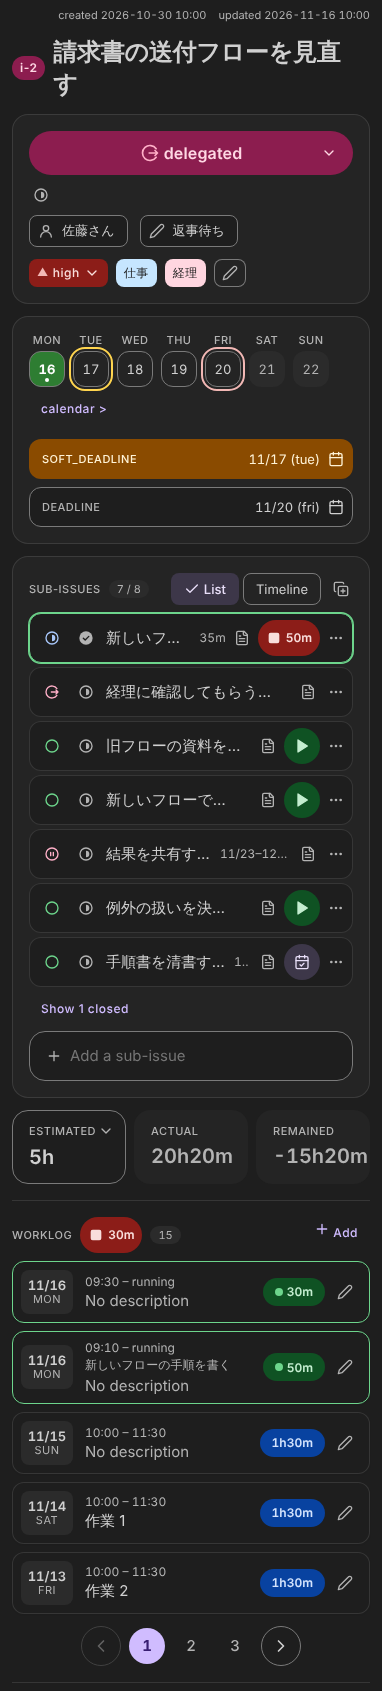 created 2026-10-30 10:00 updated 2026-11-16 10:00
i-2
請求書の送付フローを見直
す
delegated
佐藤さん 返事待ち
high 仕事 経理
MON TUE WED THU FRI SAT SUN
16 17 18 19 20 21 22
calendar >
SOFT_DEADLINE 11/17 (tue)
DEADLINE 11/20 (fri)
SUB-ISSUES 7 / 8 List Timeline
新しいフ... 35m 50m
経理に確認してもらう...
旧フローの資料を...
新しいフローで...
結果を共有す... 11/23–12...
例外の扱いを決...
手順書を清書す... 1..
Show 1 closed
Add a sub-issue
ESTIMATED ACTUAL REMAINED
5h 20h20m -15h20m
WORKLOG 30m 15 + Add
11/16 MON 09:30 – running
No description 30m
11/16 MON 09:10 – running
新しいフローの手順を書く
No description 50m
11/15 SUN 10:00 – 11:30
No description 1h30m
11/14 SAT 10:00 – 11:30
作業 1 1h30m
11/13 FRI 10:00 – 11:30
作業 2 1h30m
1 2 3